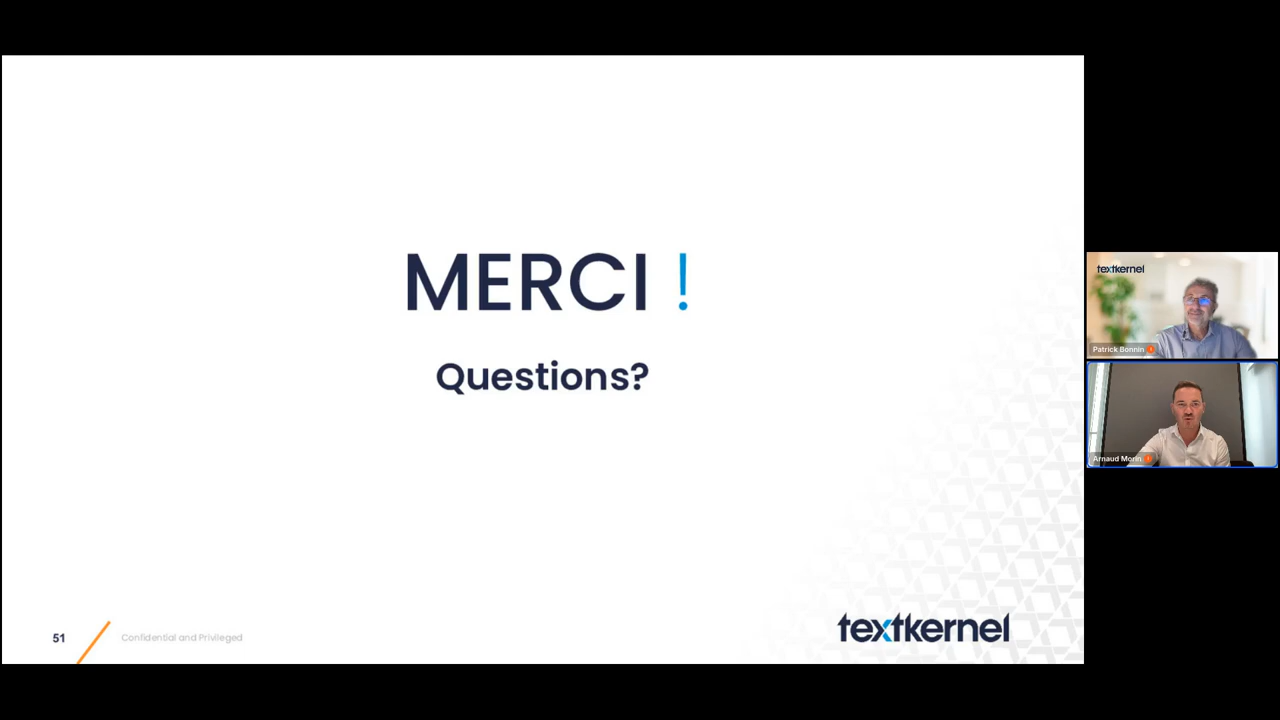 MERCI !
Questions?
51
Confidential and Privileged
textkernel
textkernel
Patrick Bonnin
Arnaud Morin